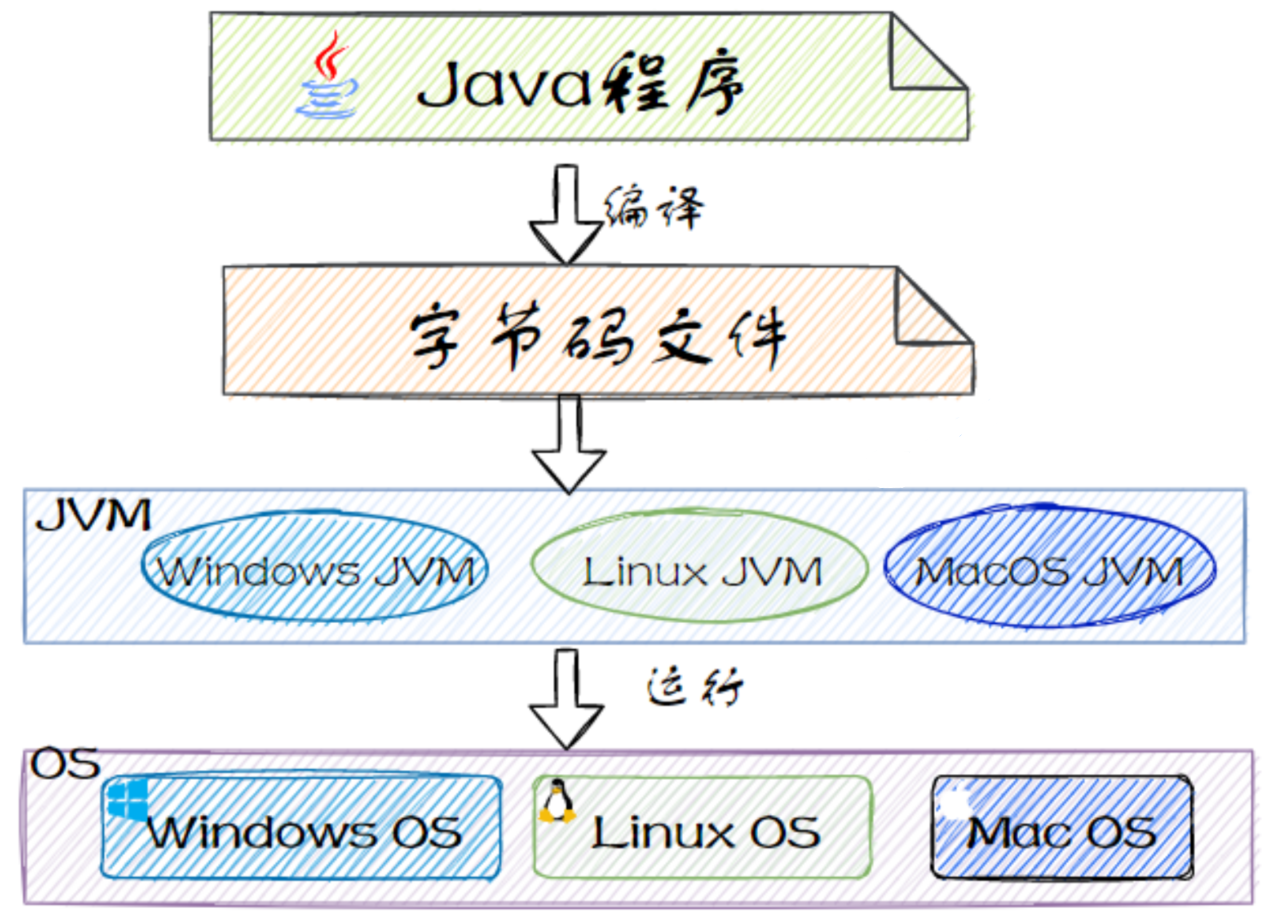 Java程序
编译
字节码文件
JVM
Windows JVM
Linux JVM
MacOS JVM
运行
OS
Windows OS
Linux OS
Mac OS